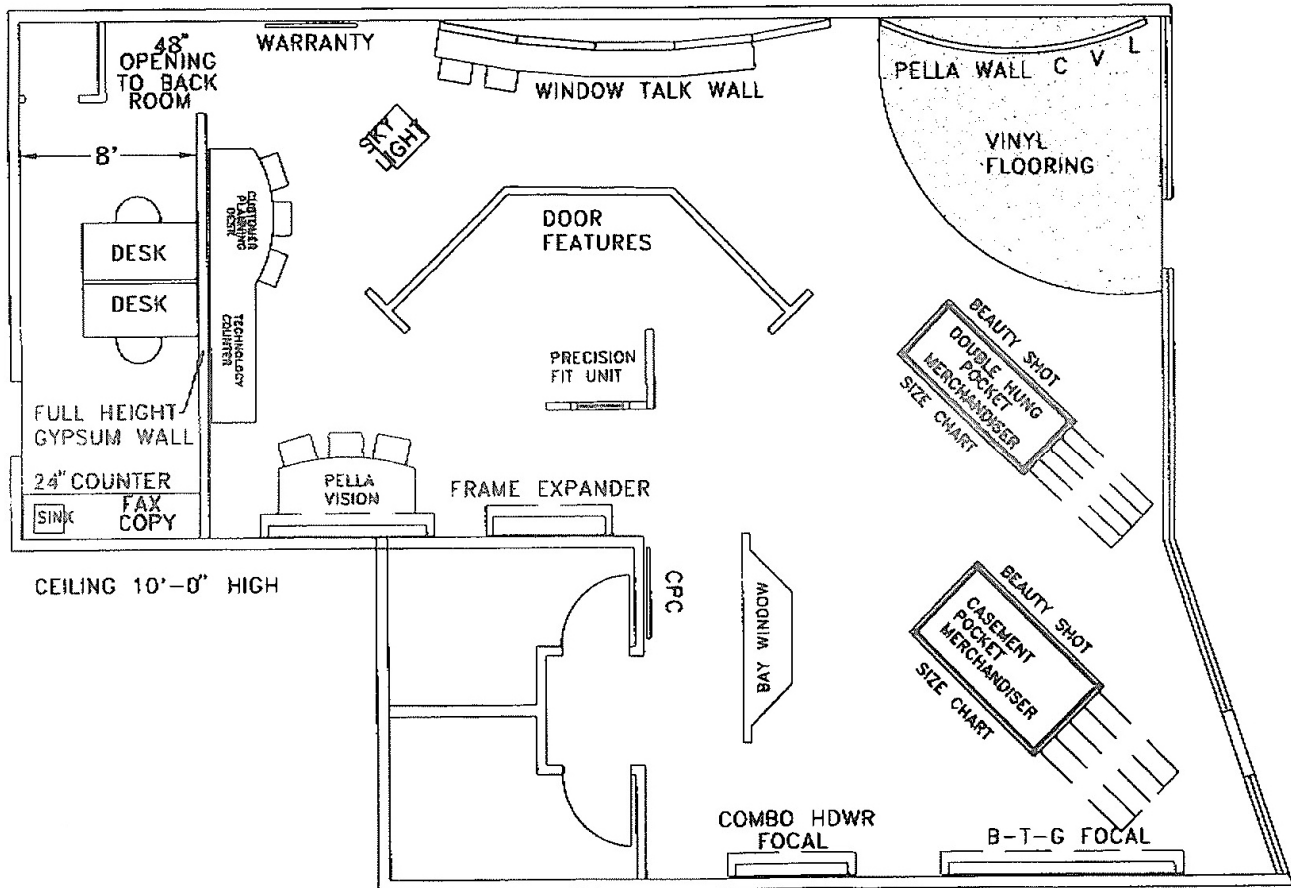 48"
OPENING
TO BACK
ROOM
WARRANTY
WINDOW TALK WALL
PELLA WALL C V L
VINYL
FLOORING
SKY
LIGHT
8'
CUSTOMER
PLANNING
DESK
DESK
DESK
TECHNOLOGY
COUNTER
DOOR
FEATURES
PRECISION
FIT UNIT
BEAUTY SHOT
DOUBLE HUNG
POCKET
MERCHANDISER
SIZE CHART
FULL HEIGHT
GYPSUM WALL
24" COUNTER
SINK
FAX
COPY
PELLA
VISION
FRAME EXPANDER
CEILING 10'-0" HIGH
CPC
BAY WINDOW
BEAUTY SHOT
CASEMENT
POCKET
MERCHANDISER
SIZE CHART
COMBO HDWR
FOCAL
B-T-G FOCAL